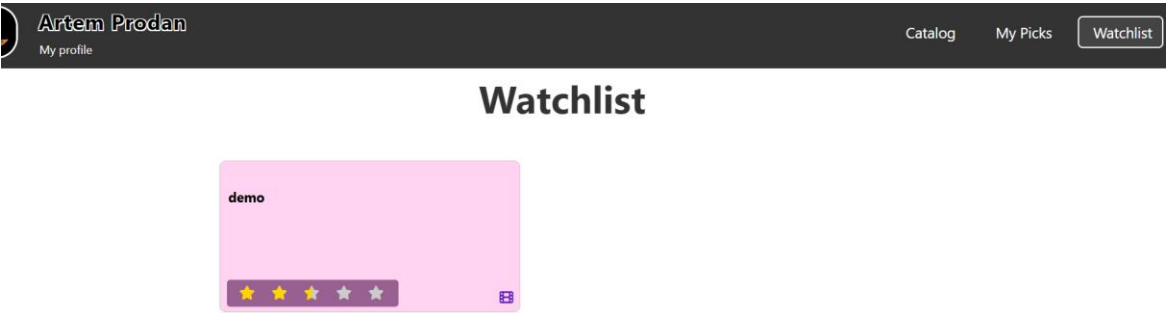 Artem Prodan
My profile
Catalog
My Picks
Watchlist
Watchlist
demo